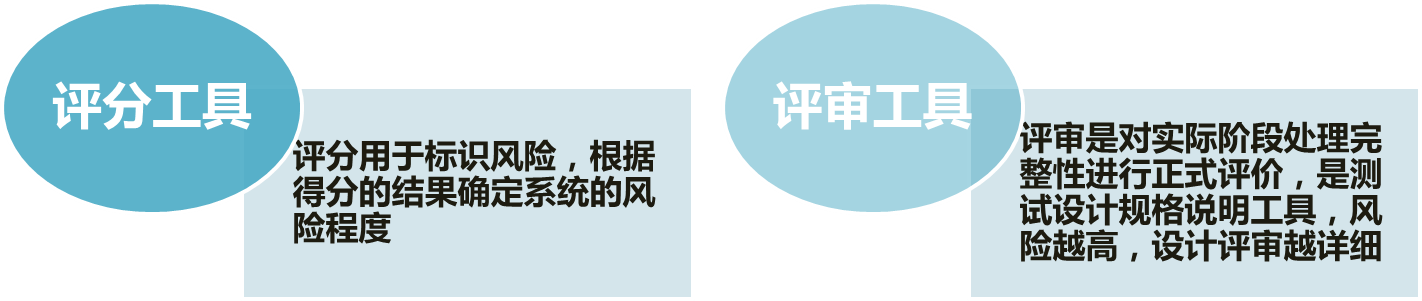 评分工具
评分用于标识风险，根据
得分的结果确定系统的风
险程度
评审工具
评审是对实际阶段处理完
整性进行正式评价，是测
试设计规格说明工具，风
险越高，设计评审越详细